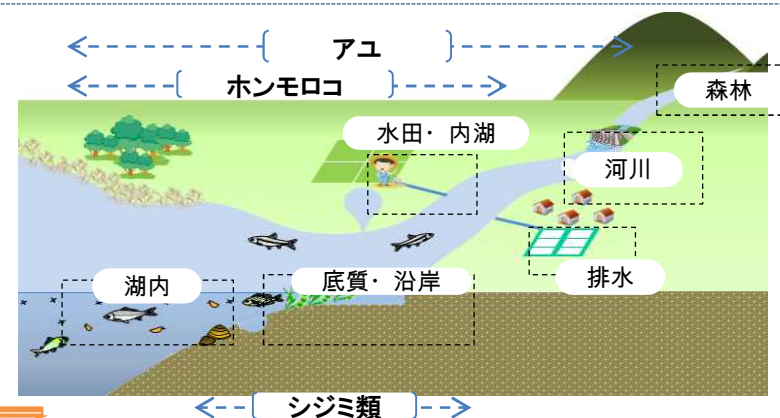 アユ
ホンモロコ
森林
水田・内湖
河川
湖内
底質・沿岸
排水
シジミ類